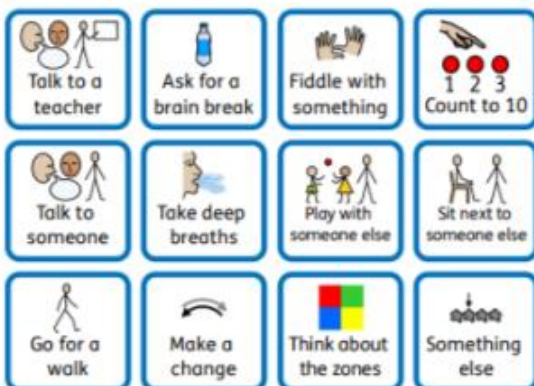 Talk to a
teacher
Ask for a
brain break
Fiddle with
something
1 2 3
Count to 10
Talk to
someone
Take deep
breaths
Play with
someone else
Sit next to
someone else
Go for a
walk
Make a
change
Think about
the zones
Something
else